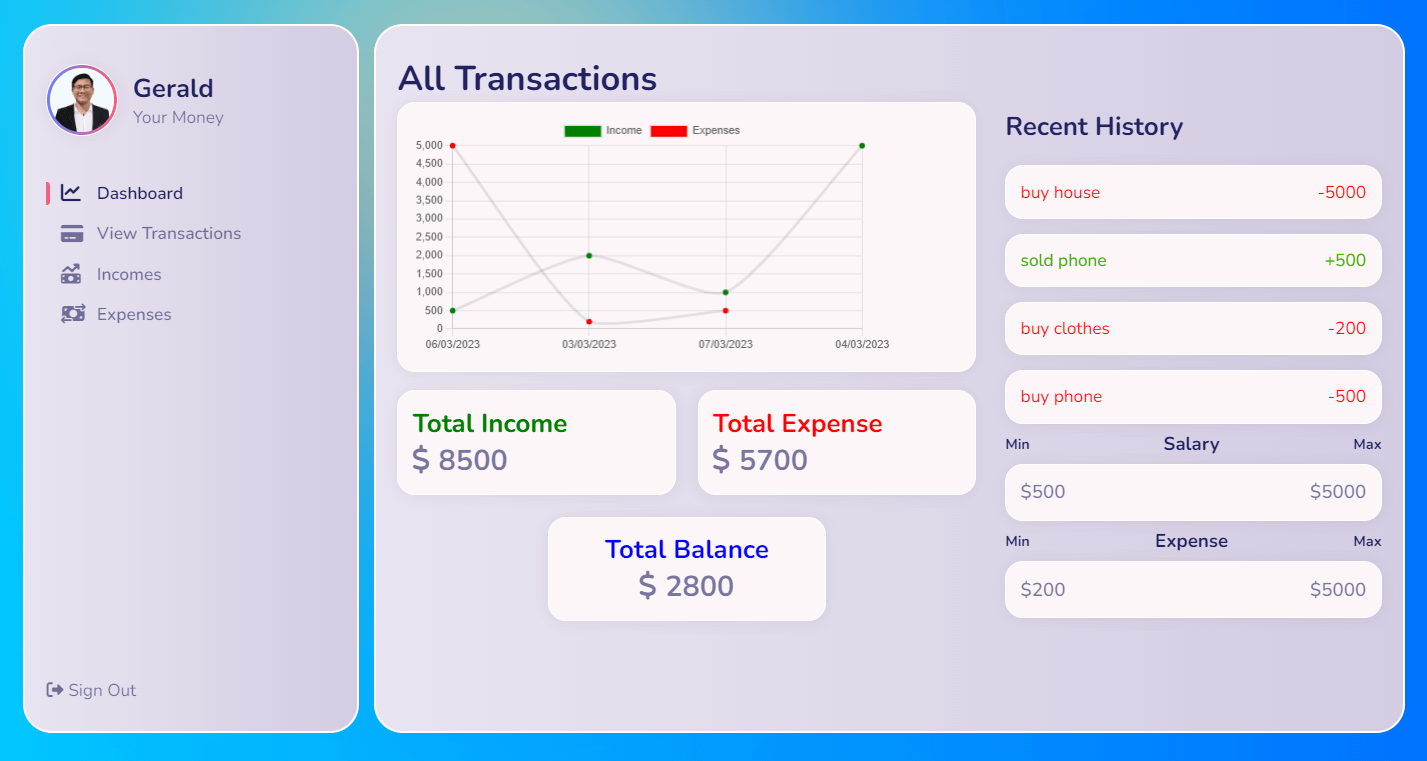 Gerald
Your Money
Dashboard
View Transactions
Incomes
Expenses
Sign Out
All Transactions
Income Expenses
5,000
4,500
4,000
3,500
3,000
2,500
2,000
1,500
1,000
500
0
06/03/2023 03/03/2023 07/03/2023 04/03/2023
Total Income
$ 8500
Total Expense
$ 5700
Total Balance
$ 2800
Recent History
buy house -5000
sold phone +500
buy clothes -200
buy phone -500
Min Salary Max
$500 $5000
Min Expense Max
$200 $5000